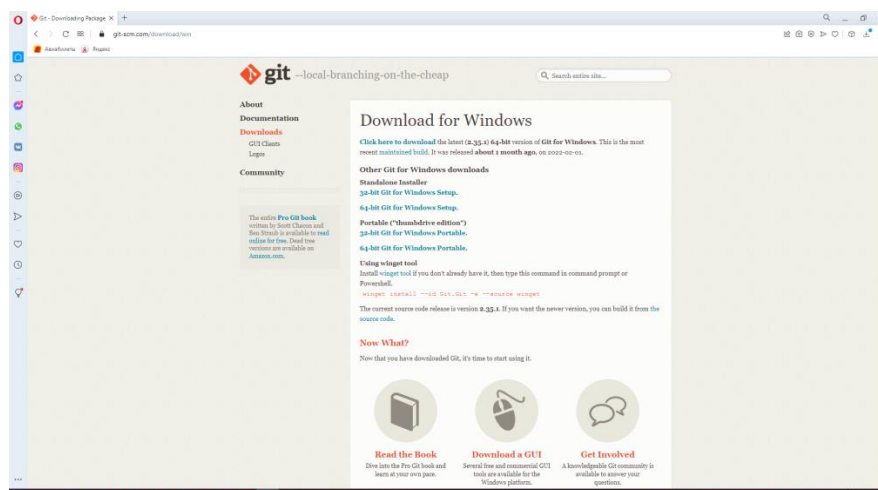 Git - Downloading Package
git-scm.com/download/win
Авиабилеты Яндекс
git --local-branching-on-the-cheap
Search entire site...
About
Documentation
Downloads
GUI Clients
Logos
Community
The entire Pro Git book
written by Scott Chacon and
Ben Straub is available to read
online for free. Dead tree
versions are available on
Amazon.com.
Download for Windows
Click here to download the latest (2.35.1) 64-bit version of Git for Windows. This is the most
recent maintained build. It was released about 1 month ago, on 2022-02-01.
Other Git for Windows downloads
Standalone Installer
32-bit Git for Windows Setup.
64-bit Git for Windows Setup.
Portable ("thumbdrive edition")
32-bit Git for Windows Portable.
64-bit Git for Windows Portable.
Using winget tool
Install winget tool if you don't already have it, then type this command in command prompt or
Powershell.
winget install --id Git.Git -e --source winget
The current source code release is version 2.35.1. If you want the newer version, you can build it from the
source code.
Now What?
Now that you have downloaded Git, it's time to start using it.
Read the Book
Dive into the Pro Git book and
learn at your own pace.
Download a GUI
Several free and commercial GUI
tools are available for the
Windows platform.
Get Involved
A knowledgeable Git community is
available to answer your
questions.